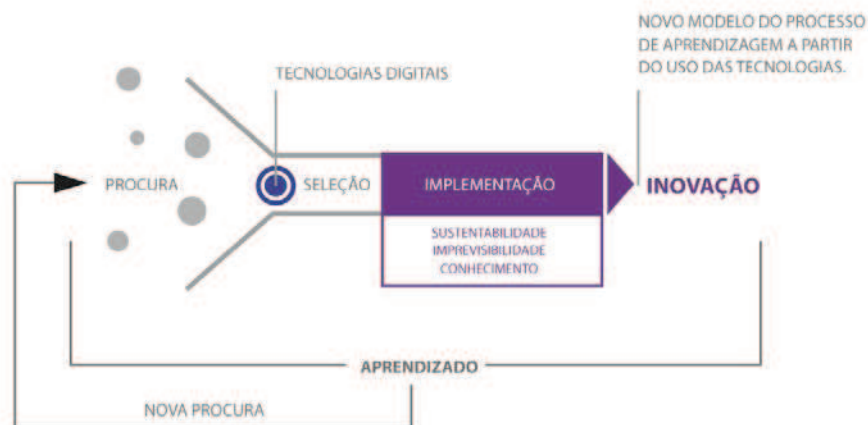 NOVO MODELO DO PROCESSO
DE APRENDIZAGEM A PARTIR
DO USO DAS TECNOLOGIAS.
TECNOLOGIAS DIGITAIS
PROCURA
SELEÇÃO
IMPLEMENTAÇÃO
INOVAÇÃO
SUSTENTABILIDADE
IMPREVISIBILIDADE
CONHECIMENTO
APRENDIZADO
NOVA PROCURA